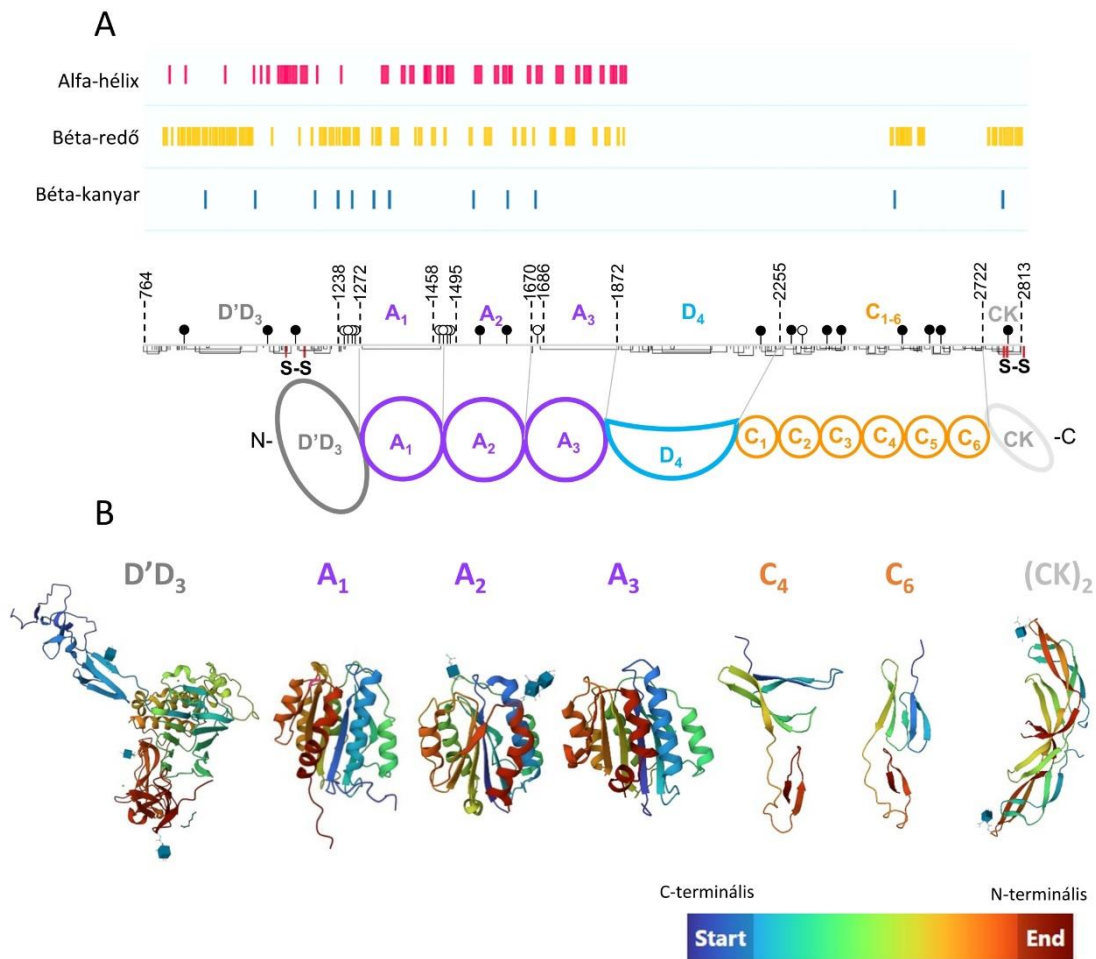 A
Alfa-hélix
Béta-redő
Béta-kanyar
764
1238
1272
1458
1495
1670
1686
1872
2255
2722
2813
D'D3 A1 A2 A3 D4 C1-6 CK
S-S S-S
N- D'D3 A1 A2 A3 D4 C1 C2 C3 C4 C5 C6 CK -C
B
D'D3 A1 A2 A3 C4 C6 (CK)2
C-terminális N-terminális
Start End